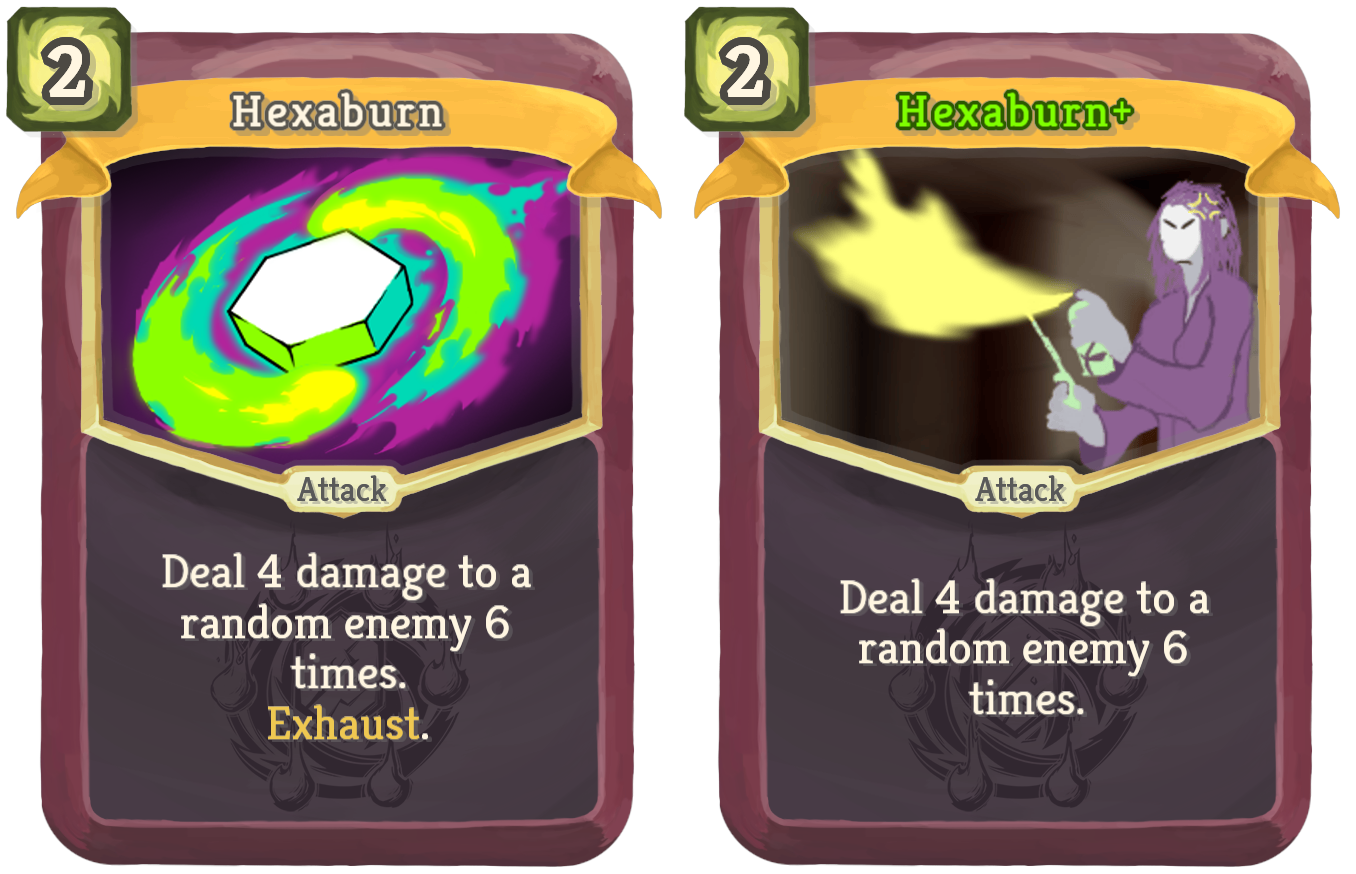 2
Hexaburn
Attack
Deal 4 damage to a
random enemy 6
times.
Exhaust.
2
Hexaburn+
Attack
Deal 4 damage to a
random enemy 6
times.